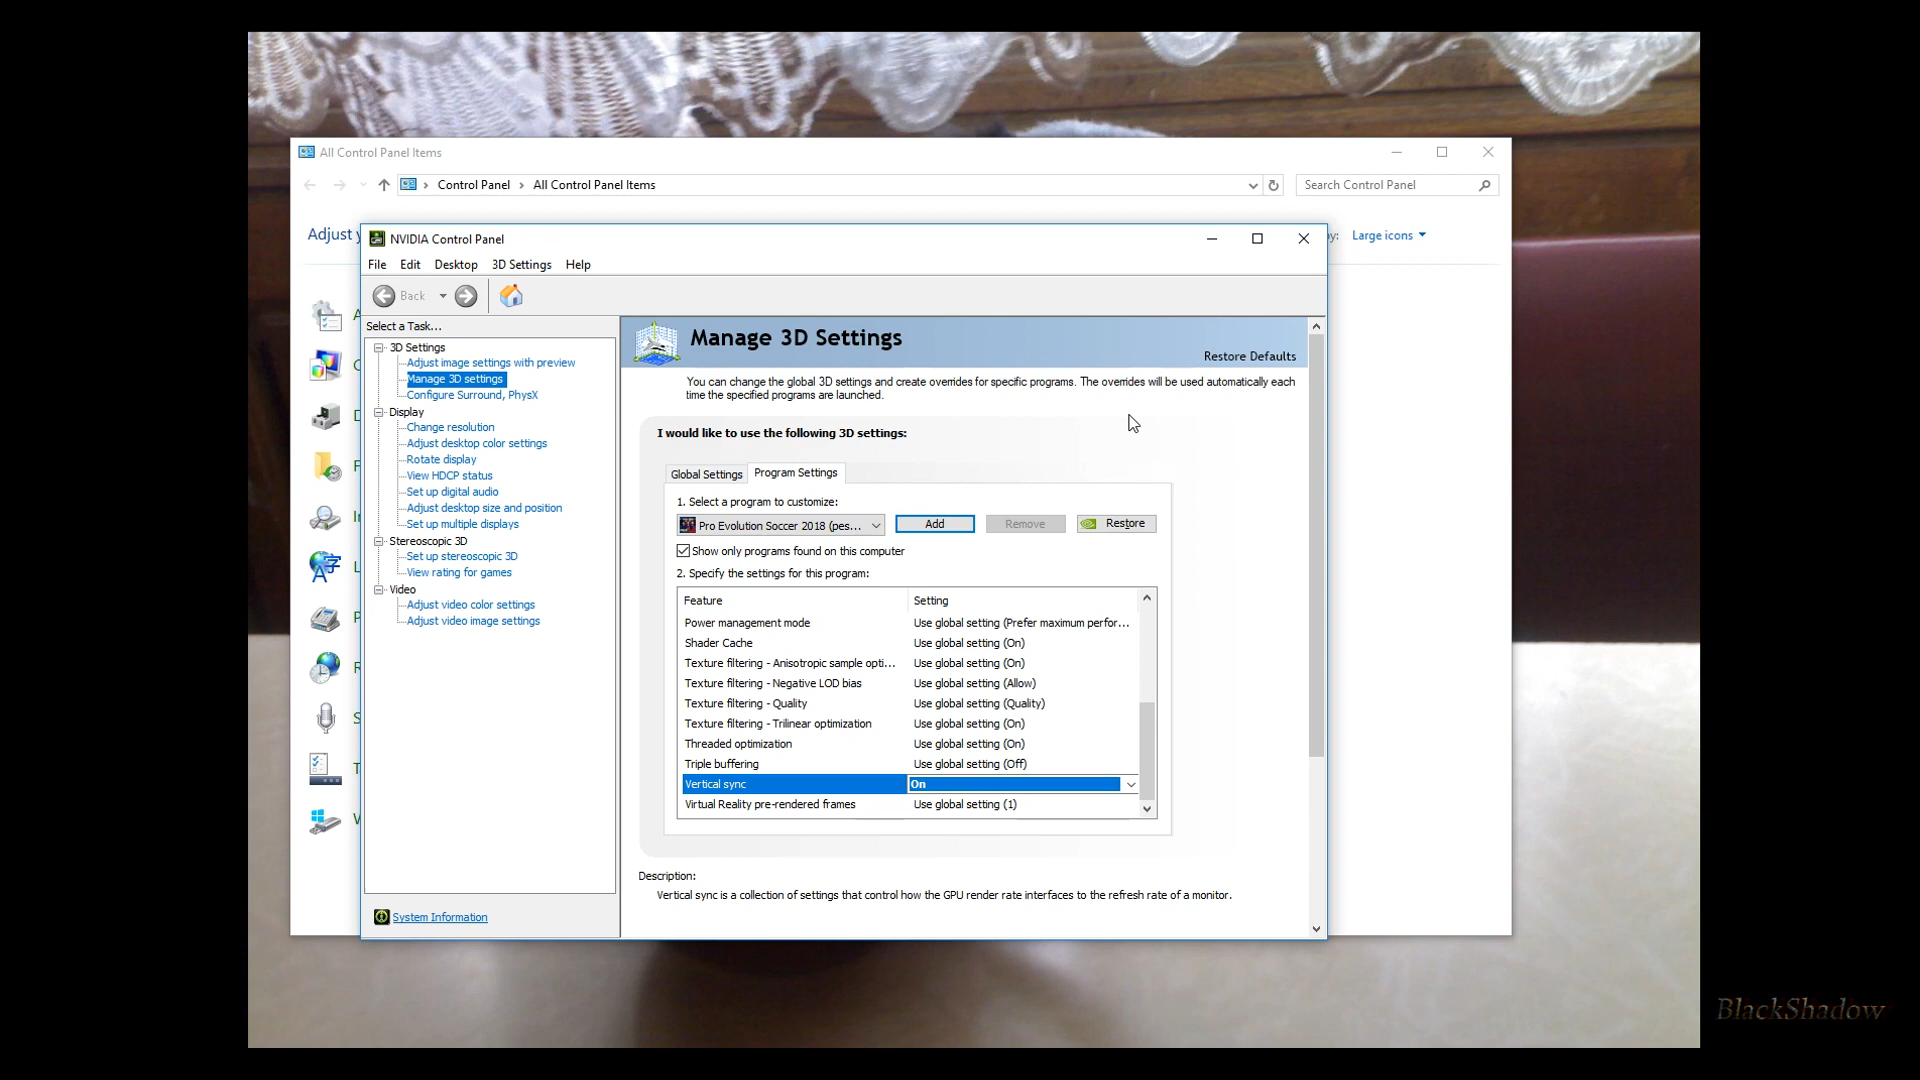 All Control Panel Items
Control Panel › All Control Panel Items
Search Control Panel
Adjust
Large icons
NVIDIA Control Panel
File Edit Desktop 3D Settings Help
Back
Select a Task...
3D Settings
Adjust image settings with preview
Manage 3D settings
Configure Surround, PhysX
Display
Change resolution
Adjust desktop color settings
Rotate display
View HDCP status
Set up digital audio
Adjust desktop size and position
Set up multiple displays
Stereoscopic 3D
Set up stereoscopic 3D
View rating for games
Video
Adjust video color settings
Adjust video image settings
System Information
Manage 3D Settings
Restore Defaults
You can change the global 3D settings and create overrides for specific programs. The overrides will be used automatically each
time the specified programs are launched.
I would like to use the following 3D settings:
Global Settings Program Settings
1. Select a program to customize:
Pro Evolution Soccer 2018 (pes... Add Remove Restore
Show only programs found on this computer
2. Specify the settings for this program:
Feature Setting
Power management mode Use global setting (Prefer maximum perfor...
Shader Cache Use global setting (On)
Texture filtering - Anisotropic sample opti... Use global setting (On)
Texture filtering - Negative LOD bias Use global setting (Allow)
Texture filtering - Quality Use global setting (Quality)
Texture filtering - Trilinear optimization Use global setting (On)
Threaded optimization Use global setting (On)
Triple buffering Use global setting (Off)
Vertical sync On
Virtual Reality pre-rendered frames Use global setting (1)
Description:
Vertical sync is a collection of settings that control how the GPU render rate interfaces to the refresh rate of a monitor.
BlackShadow